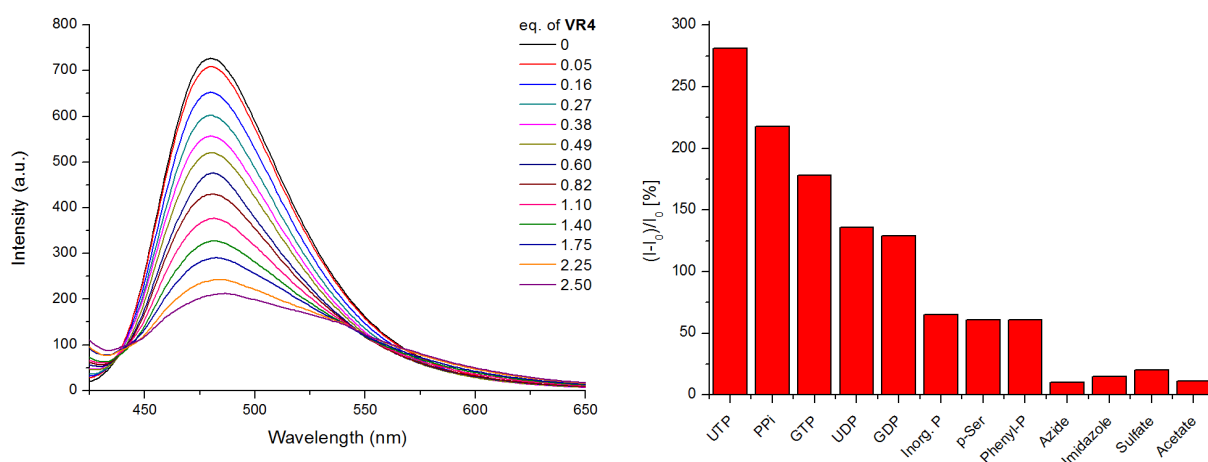 800
700
600
500
400
300
200
100
0
Intensity (a.u.)
450
500
550
600
650
Wavelength (nm)
eq. of VR4
0
0.05
0.16
0.27
0.38
0.49
0.60
0.82
1.10
1.40
1.75
2.25
2.50
300
250
200
150
100
50
0
(I-I₀)/I₀ [%]
UTP
PPi
GTP
UDP
GDP
Inorg. P
p-Ser
Phenyl-P
Azide
Imidazole
Sulfate
Acetate